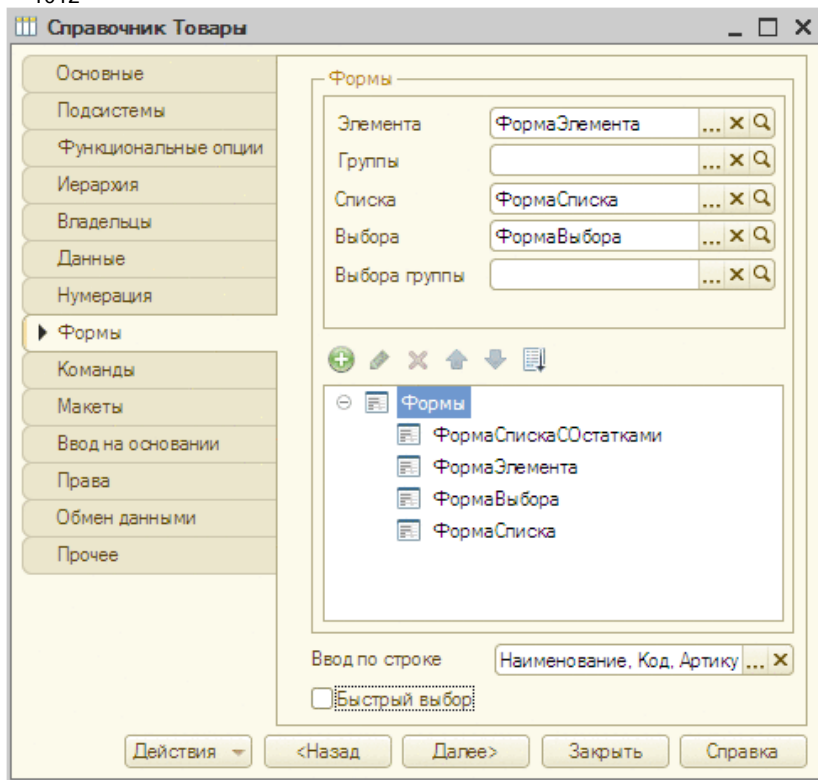 Справочник Товары
Основные
Подсистемы
Функциональные опции
Иерархия
Владельцы
Данные
Нумерация
Формы
Команды
Макеты
Ввод на основании
Права
Обмен данными
Прочее
Формы
Элемента ФормаЭлемента ...
Группы ...
Списка ФормаСписка ...
Выбора ФормаВыбора ...
Выбора группы ...
Формы
ФормаСпискаСОстатками
ФормаЭлемента
ФормаВыбора
ФормаСписка
Ввод по строке Наименование, Код, Артику ...
Быстрый выбор
Действия <Назад Далее> Закрыть Справка